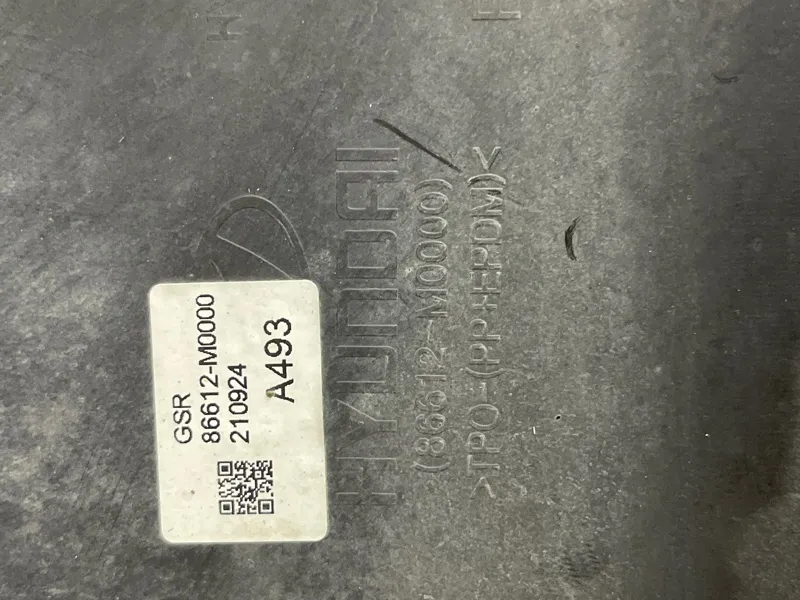 GSR
86612-M0000
210924
A493
HYUNDAI
(86612-M0000)
>TPO-(PP+EPDM)<
H